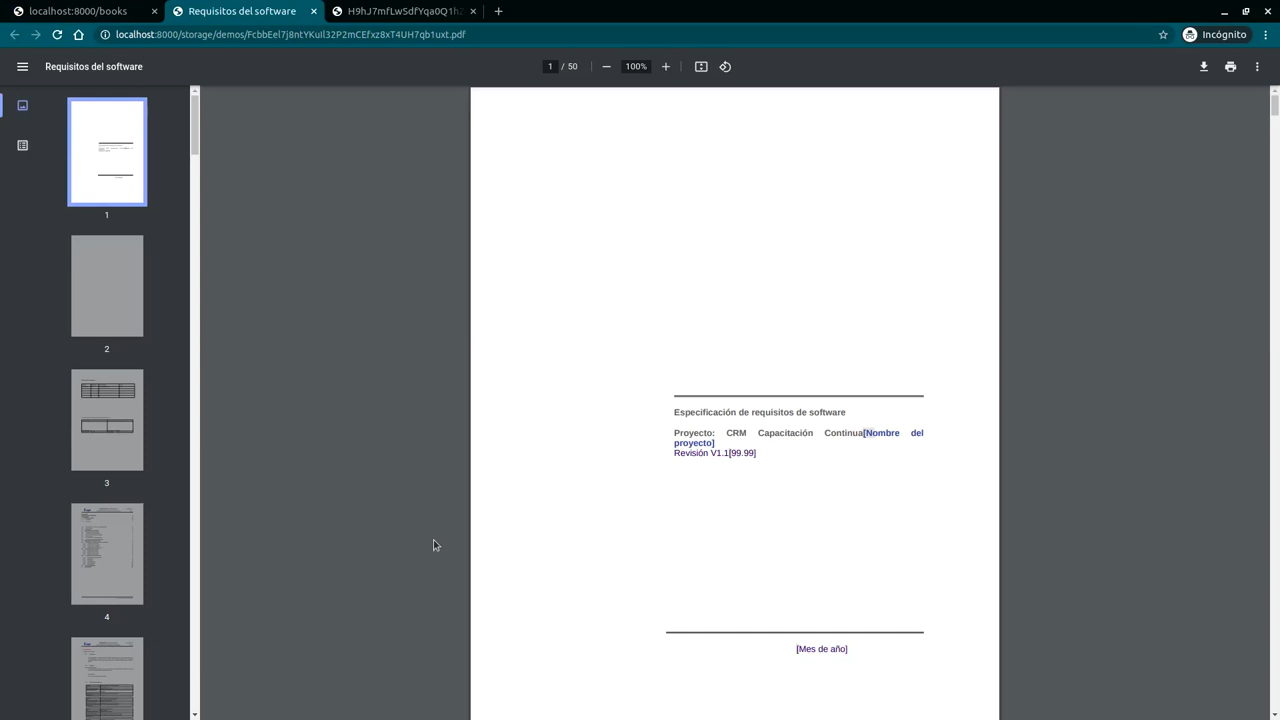 localhost:8000/books
Requisitos del software
localhost:8000/storage/demos/FcbbEel7j8ntYKuIl32P2mCEfxz8xT4UH7qb1uxt.pdf
Incógnito
Requisitos del software
1 / 50
100%
1
2
3
4
Especificación de requisitos de software
Proyecto: CRM Capacitación Continua[Nombre del
proyecto]
Revisión V1.1[99.99]
[Mes de año]